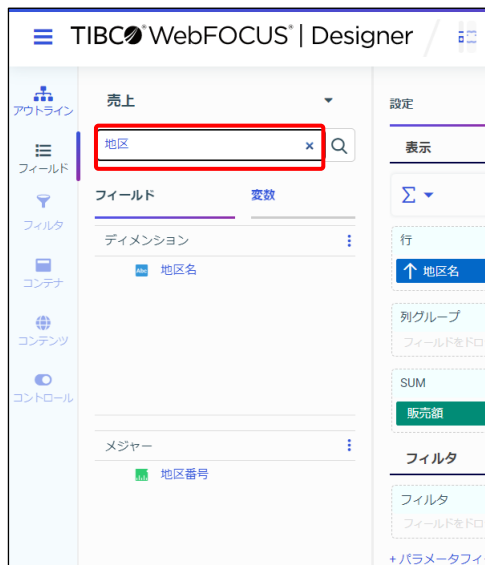 TIBCO® WebFOCUS® | Designer
アウトライン
フィールド
フィルタ
コンテナ
コンテンツ
コントロール
売上
地区 ×
フィールド 変数
ディメンション
Abc 地区名
メジャー
地区番号
設定
表示
Σ
行
地区名
列グループ
フィールドをドロ
SUM
販売額
フィルタ
フィルタ
フィールドをドロ
+ パラメータフィ